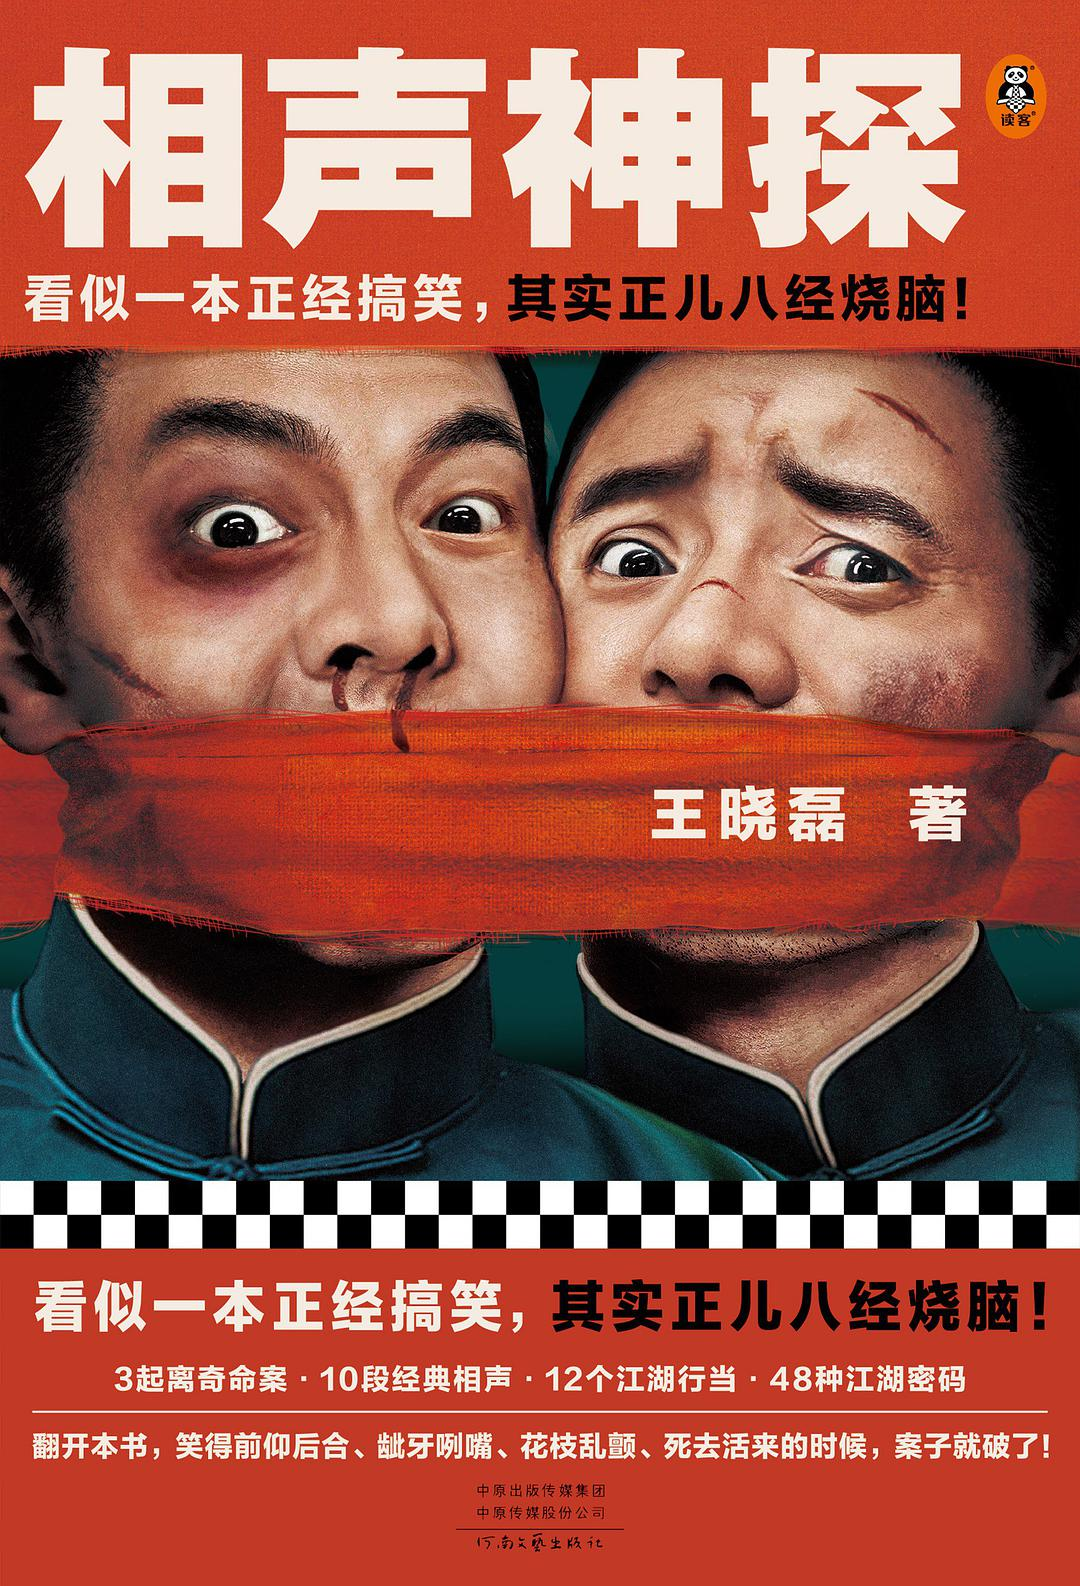 相声神探
读客
看似一本正经搞笑，其实正儿八经烧脑！
王晓磊 著
看似一本正经搞笑，其实正儿八经烧脑！
3起离奇命案·10段经典相声·12个江湖行当·48种江湖密码
翻开本书，笑得前仰后合、龇牙咧嘴、花枝乱颤、死去活来的时候，案子就破了！
中原出版传媒集团
中原传媒股份公司
河南文艺出版社